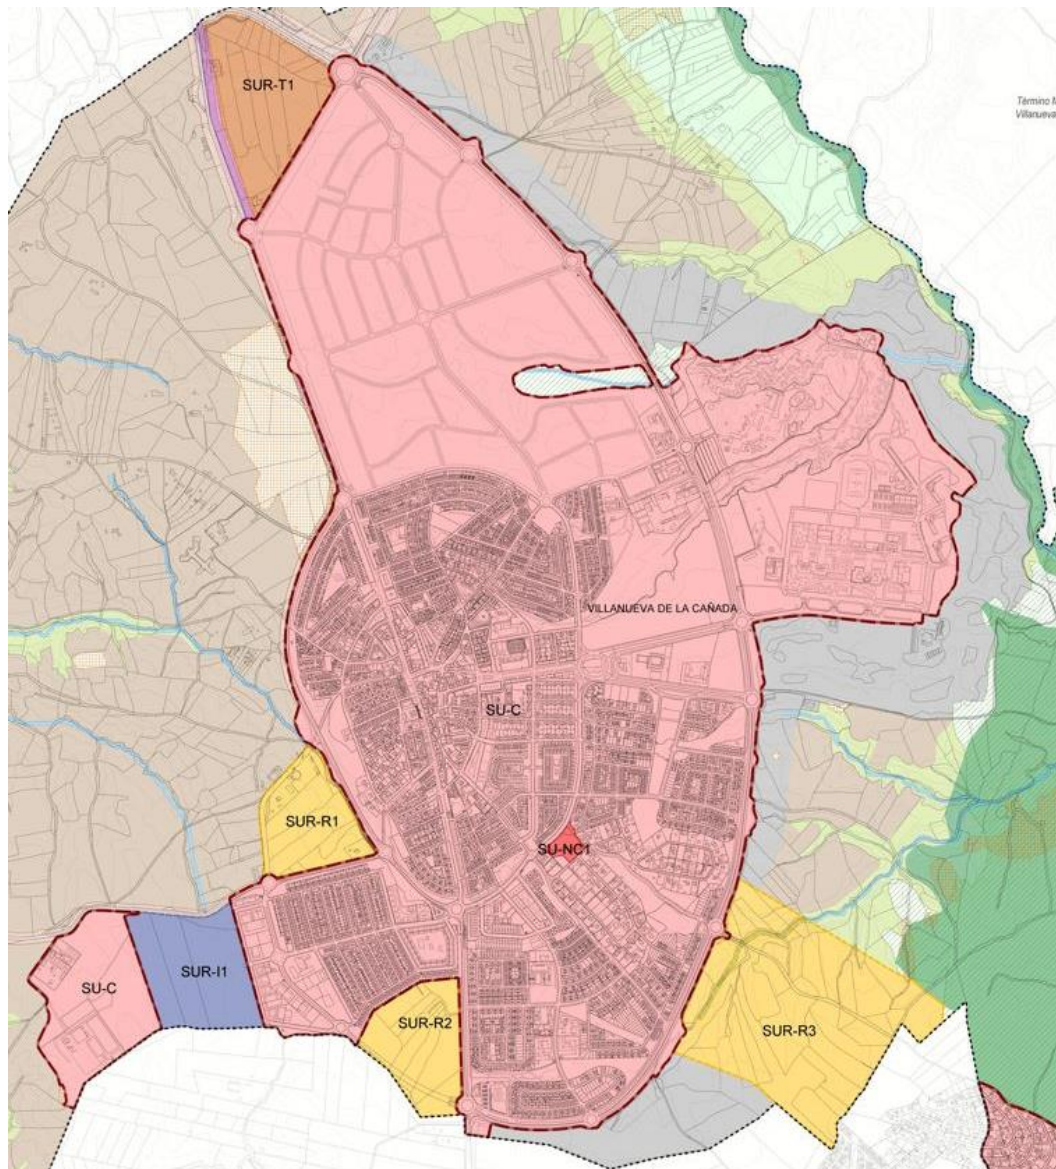 SUR-T1
Término M
Villanueva
VILLANUEVA DE LA CAÑADA
SU-C
SUR-R1
SU-NC1
SUR-I1
SU-C
SUR-R2
SUR-R3